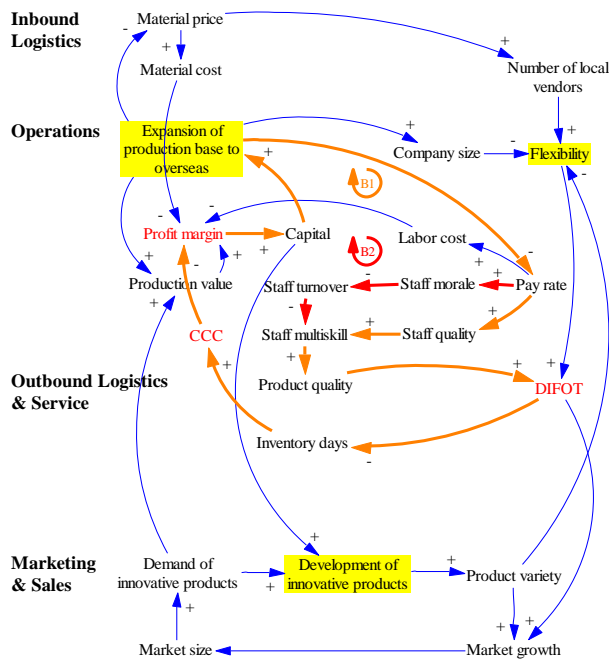 Inbound
Logistics
Material price
-
+
+
Material cost
Number of local
vendors
Operations
Expansion of
production base to
overseas
+
+
Company size
-
+
Flexibility
-
+
B1
-
-
Profit margin
+
Capital
+
+
Production value
+
+
-
B2
Labor cost
+
-
Staff turnover
-
Staff morale
+
Pay rate
-
Staff multiskill
+
Staff quality
+
CCC
-
+
Product quality
+
+
DIFOT
Outbound Logistics
& Service
+
Inventory days
-
Marketing
& Sales
Demand of
innovative products
+
+
Development of
innovative products
+
Product variety
+
+
+
Market size
Market growth